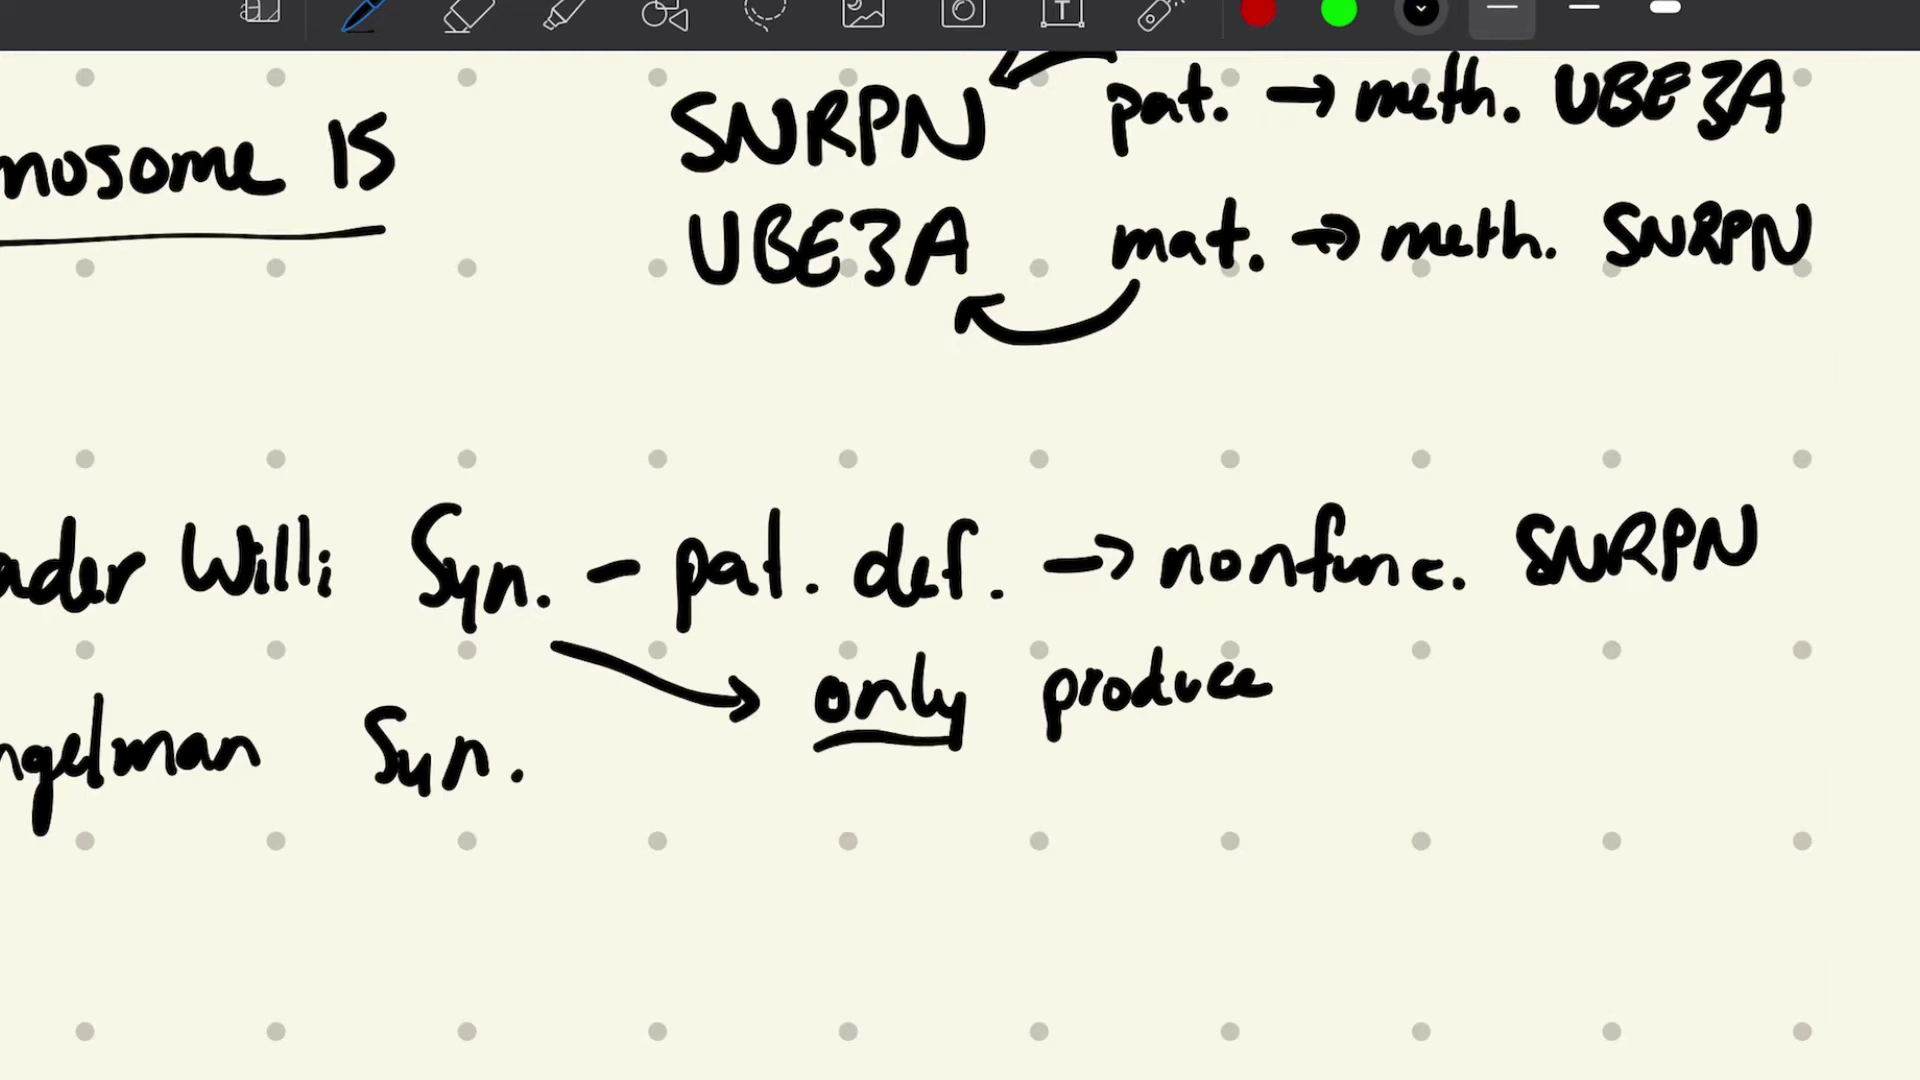 SNRPN pat. → meth. UBE3A
mosome 15
UBE3A mat. → meth. SNRPN
ader Willi Syn. - pat. def. → nonfunc. SNRPN
→ only produce
ngelman Syn.